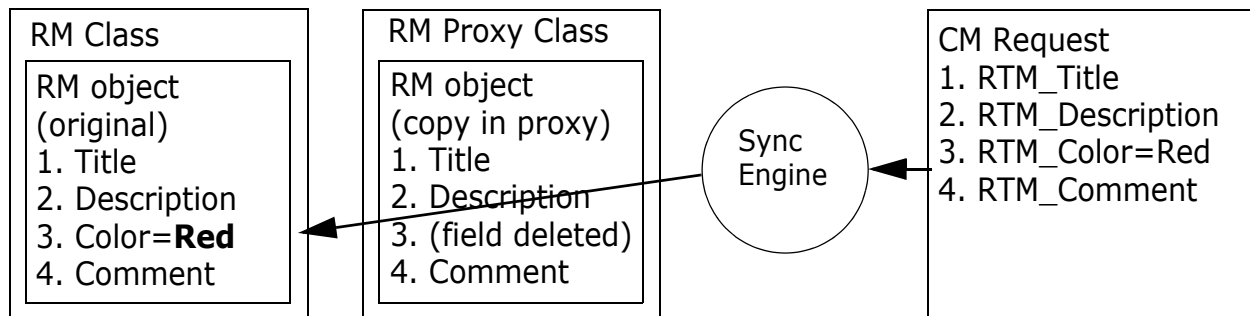 RM Class
RM object
(original)
1. Title
2. Description
3. Color=Red
4. Comment
RM Proxy Class
RM object
(copy in proxy)
1. Title
2. Description
3. (field deleted)
4. Comment
Sync
Engine
CM Request
1. RTM_Title
2. RTM_Description
3. RTM_Color=Red
4. RTM_Comment